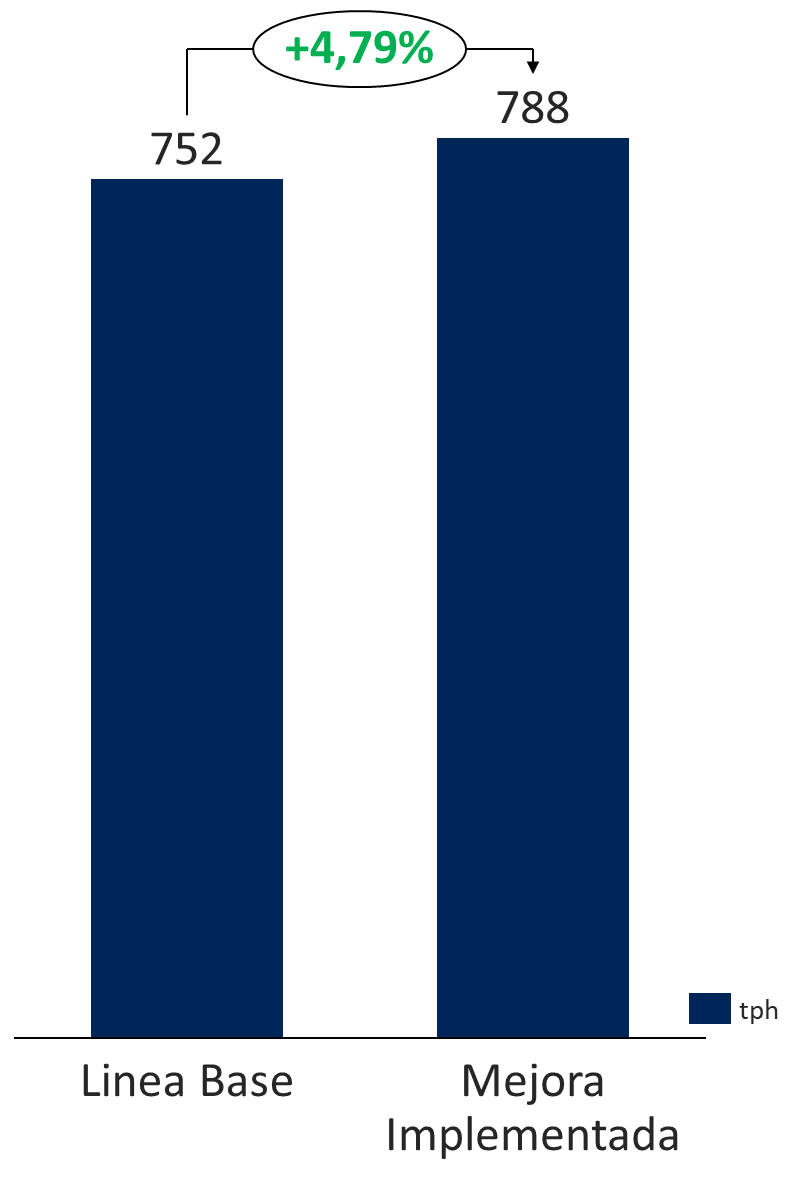 +4,79%
752
788
tph
Linea Base
Mejora
Implementada